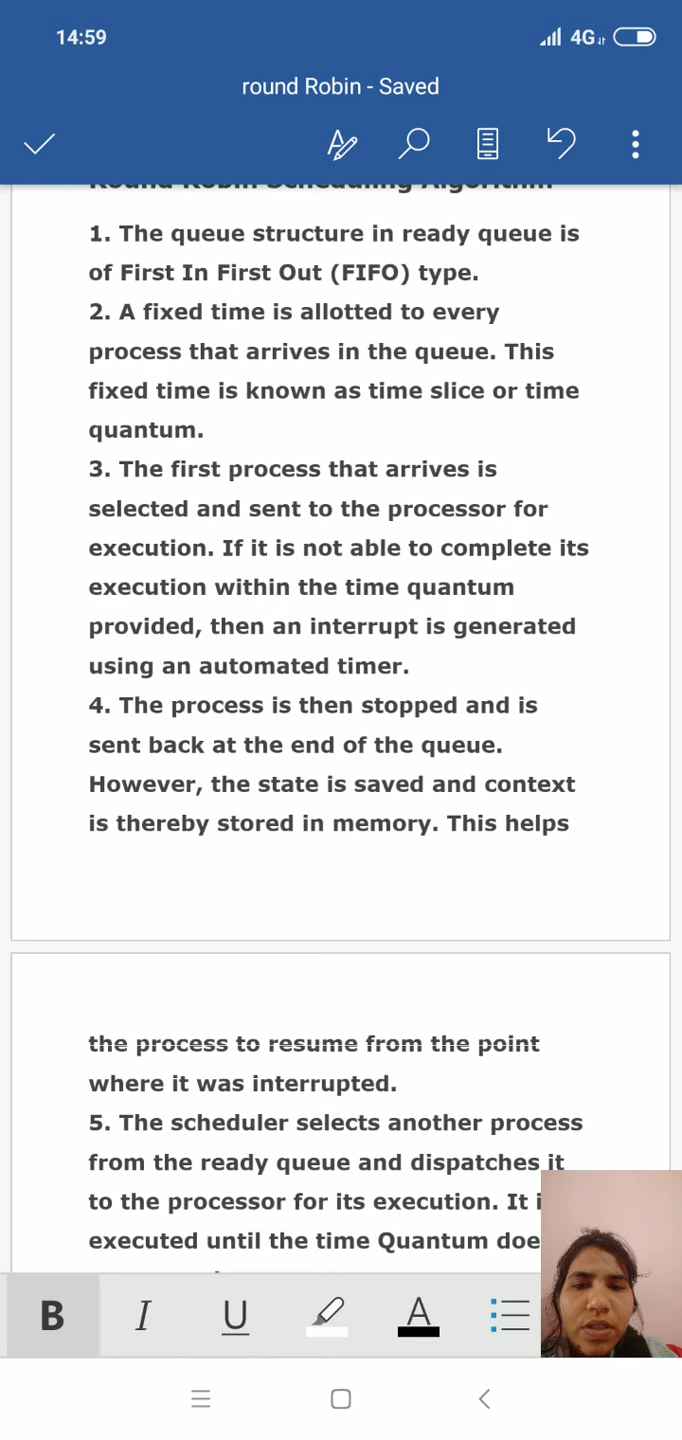 14:59
4G
round Robin - Saved
Round Robin Scheduling Algorithm
1. The queue structure in ready queue is
of First In First Out (FIFO) type.
2. A fixed time is allotted to every
process that arrives in the queue. This
fixed time is known as time slice or time
quantum.
3. The first process that arrives is
selected and sent to the processor for
execution. If it is not able to complete its
execution within the time quantum
provided, then an interrupt is generated
using an automated timer.
4. The process is then stopped and is
sent back at the end of the queue.
However, the state is saved and context
is thereby stored in memory. This helps
the process to resume from the point
where it was interrupted.
5. The scheduler selects another process
from the ready queue and dispatches it
to the processor for its execution. It
executed until the time Quantum
B
I
U
A